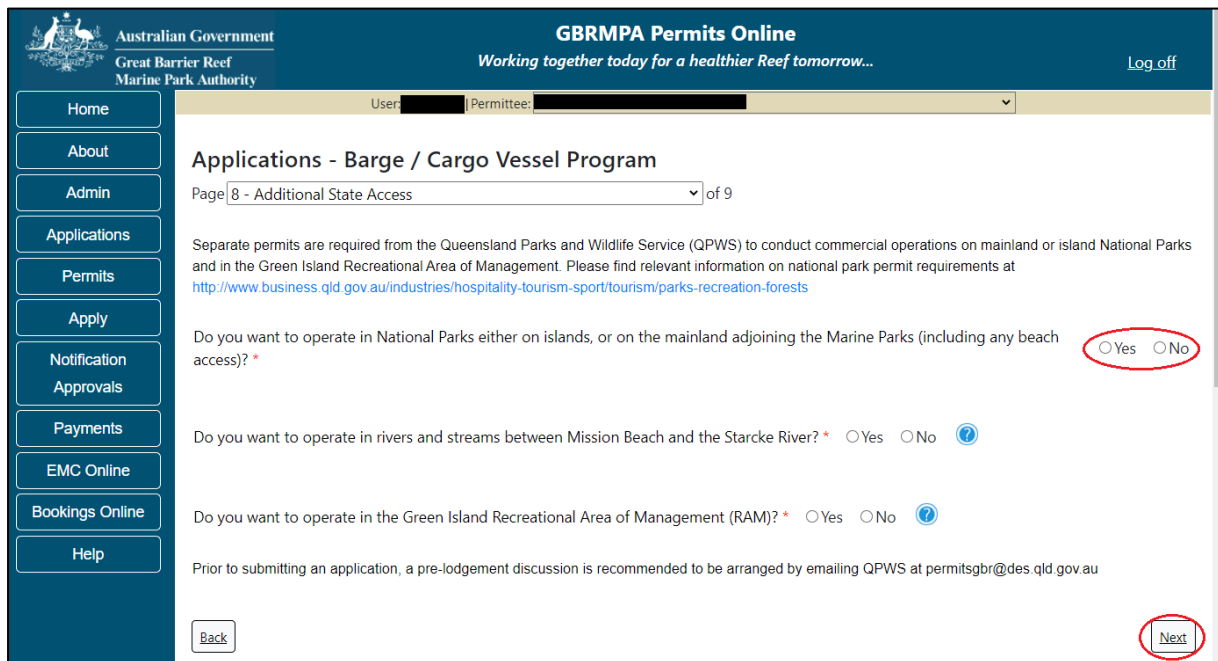 Australian Government
Great Barrier Reef
Marine Park Authority
GBRMPA Permits Online
Working together today for a healthier Reef tomorrow...
Log off
User: | Permittee:
Home
About
Admin
Applications
Permits
Apply
Notification
Approvals
Payments
EMC Online
Bookings Online
Help
Applications - Barge / Cargo Vessel Program
Page 8 - Additional State Access of 9
Separate permits are required from the Queensland Parks and Wildlife Service (QPWS) to conduct commercial operations on mainland or island National Parks
and in the Green Island Recreational Area of Management. Please find relevant information on national park permit requirements at
http://www.business.qld.gov.au/industries/hospitality-tourism-sport/tourism/parks-recreation-forests
Do you want to operate in National Parks either on islands, or on the mainland adjoining the Marine Parks (including any beach
access)? * Yes No
Do you want to operate in rivers and streams between Mission Beach and the Starcke River? * Yes No ?
Do you want to operate in the Green Island Recreational Area of Management (RAM)? * Yes No ?
Prior to submitting an application, a pre-lodgement discussion is recommended to be arranged by emailing QPWS at permitsgbr@des.qld.gov.au
Back Next